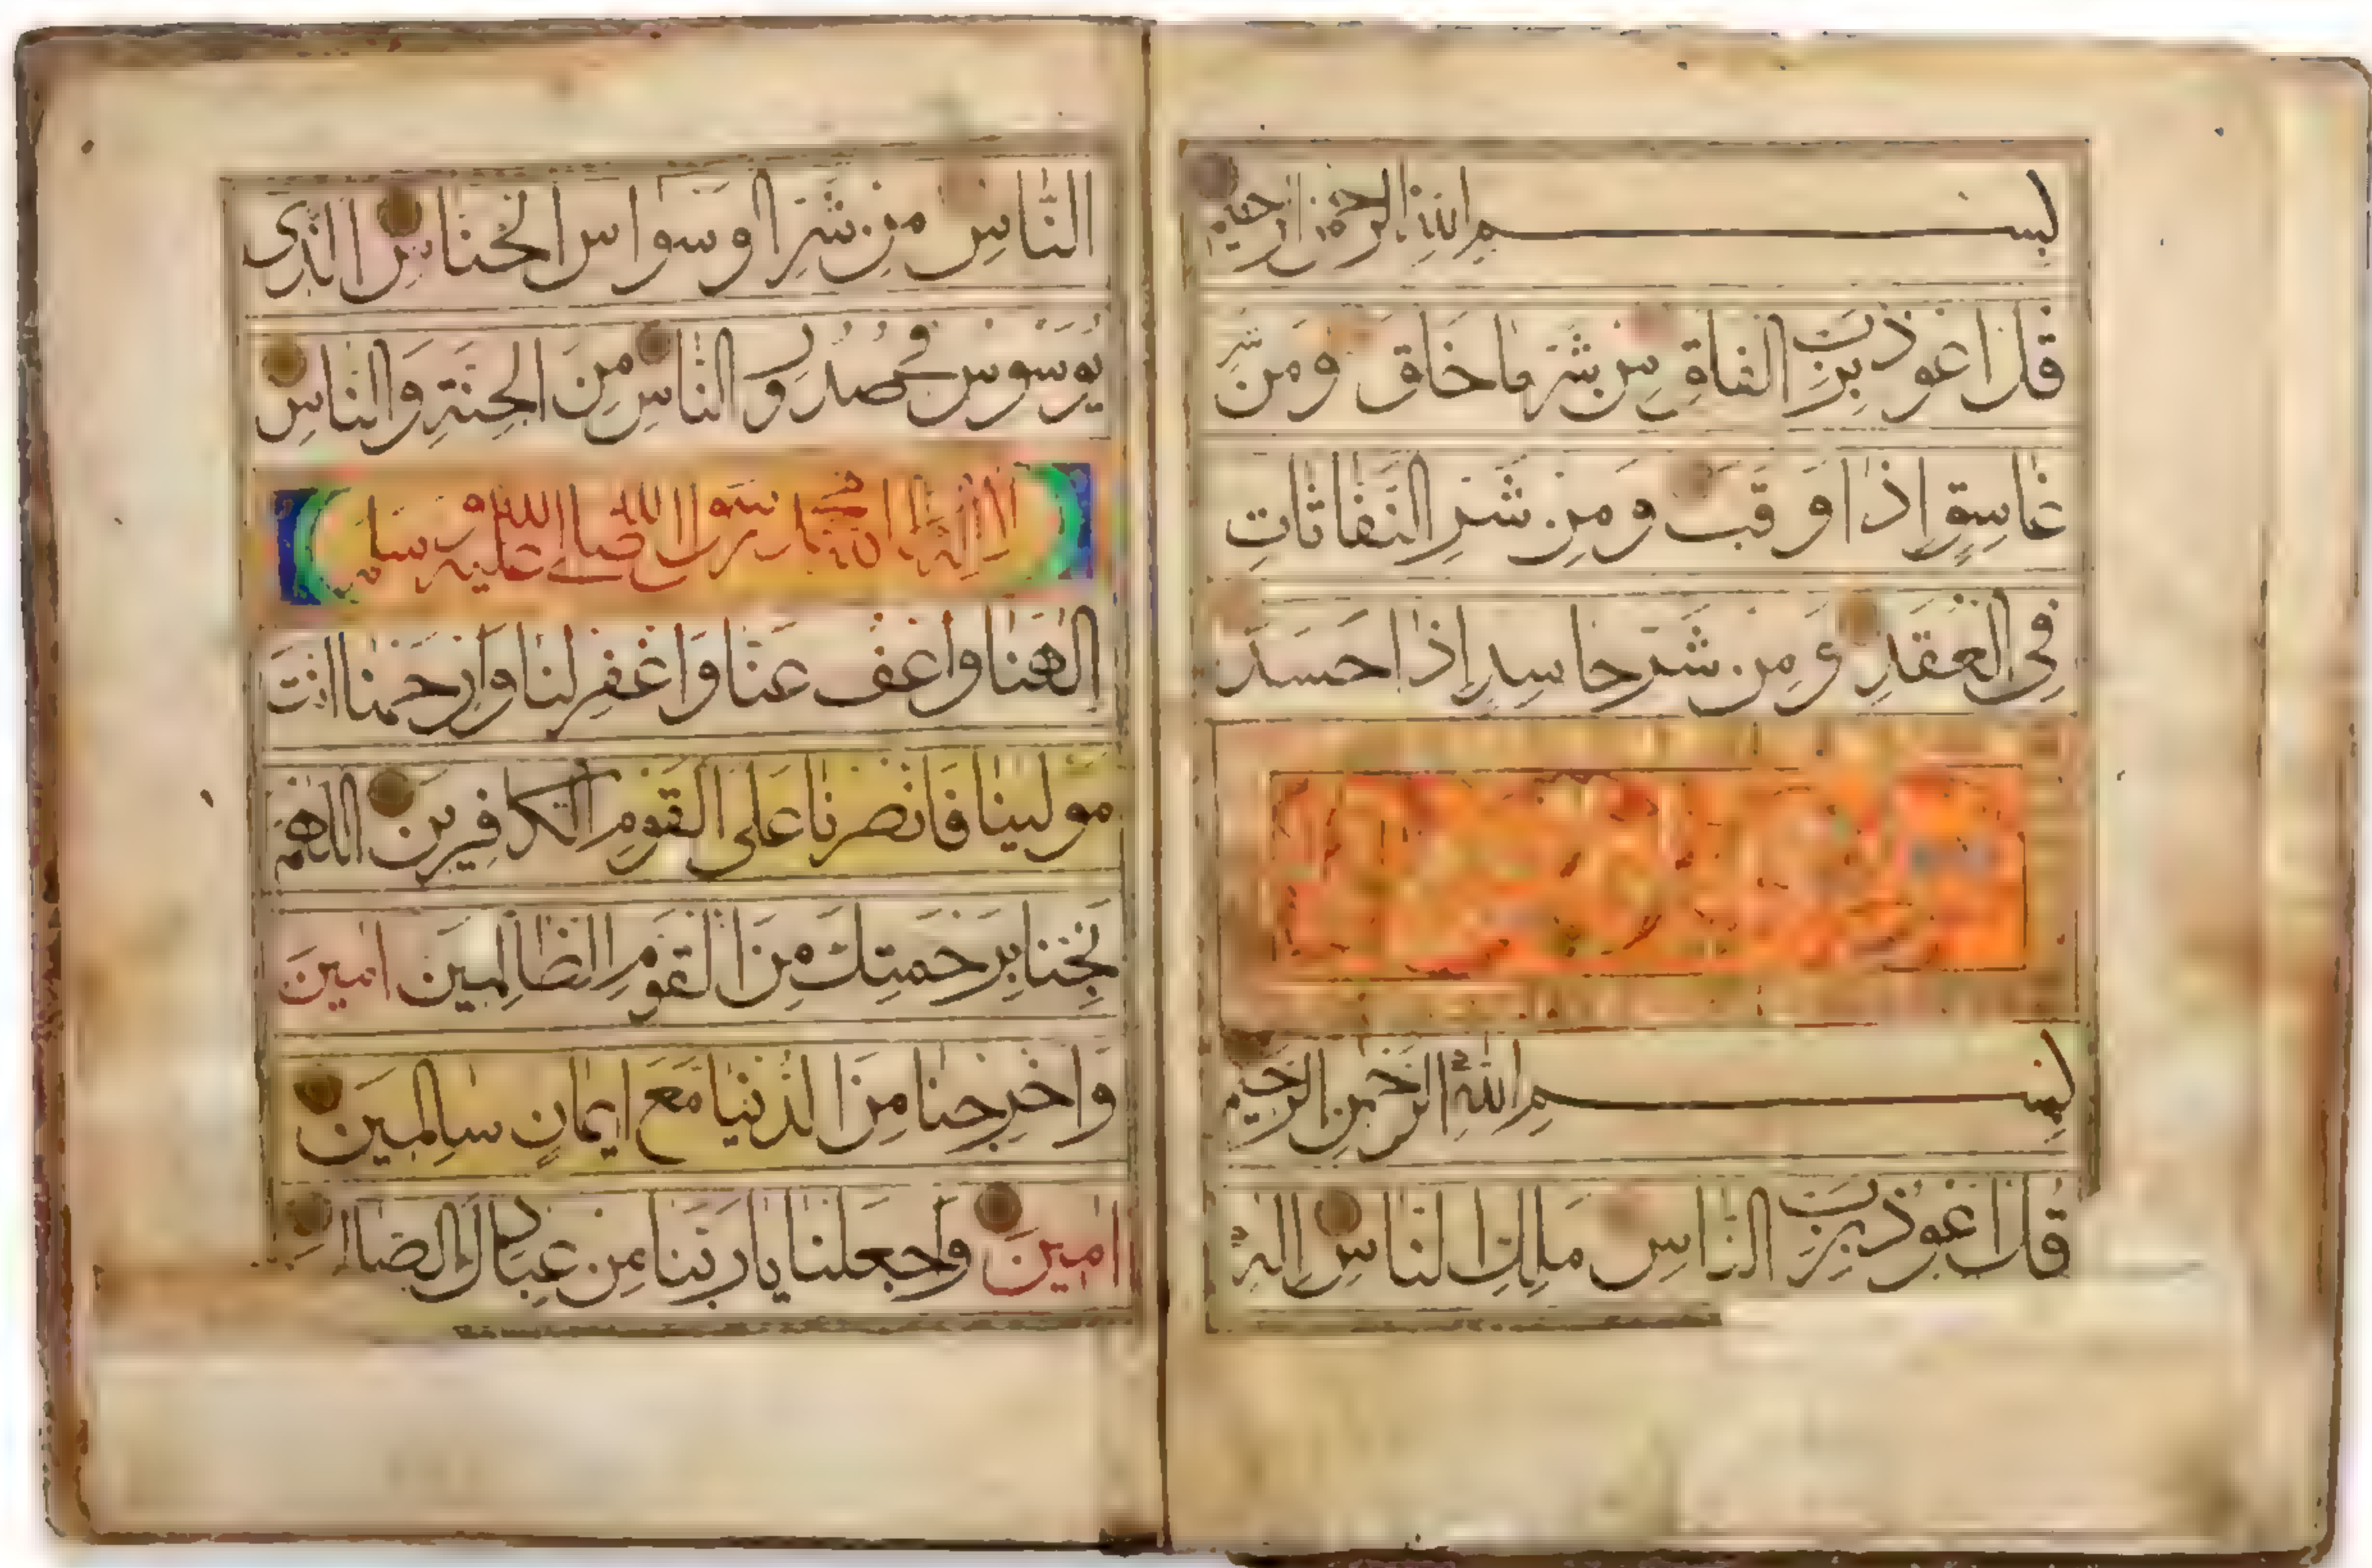 بسم الله الرحمن الرحيم
قل اعوذ برب الفلق من شر ما خلق ومن شر
غاسق اذا وقب ومن شر النفاثات
في العقد ومن شر حاسد اذا حسد
بسم الله الرحمن الرحيم
قل اعوذ برب الناس ملك الناس اله
الناس من شر الوسواس الخناس الذى
يوسوس في صدور الناس من الجنة والناس
لا اله الا الله محمد رسول الله صلى الله عليه وسلم
الهنا واعف عنا واغفر لنا وارحمنا انت
مولينا فانصرنا على القوم الكافرين اللهم
نجنا برحمتك من القوم الظالمين امين
واخرجنا من الدنيا مع ايمان سالمين
امين واجعلنا يا ربنا من عبادك